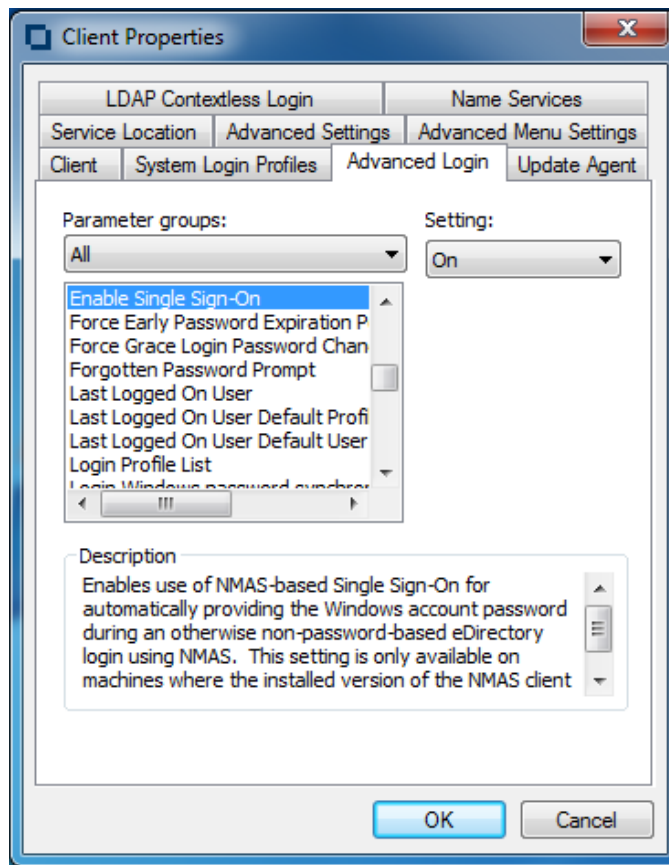 Client Properties
LDAP Contextless Login
Name Services
Service Location
Advanced Settings
Advanced Menu Settings
Client
System Login Profiles
Advanced Login
Update Agent
Parameter groups:
Setting:
All
On
Enable Single Sign-On
Force Early Password Expiration P
Force Grace Login Password Chan
Forgotten Password Prompt
Last Logged On User
Last Logged On User Default Profi
Last Logged On User Default User
Login Profile List
Login Windows password synchron
Description
Enables use of NMAS-based Single Sign-On for
automatically providing the Windows account password
during an otherwise non-password-based eDirectory
login using NMAS. This setting is only available on
machines where the installed version of the NMAS client
OK
Cancel